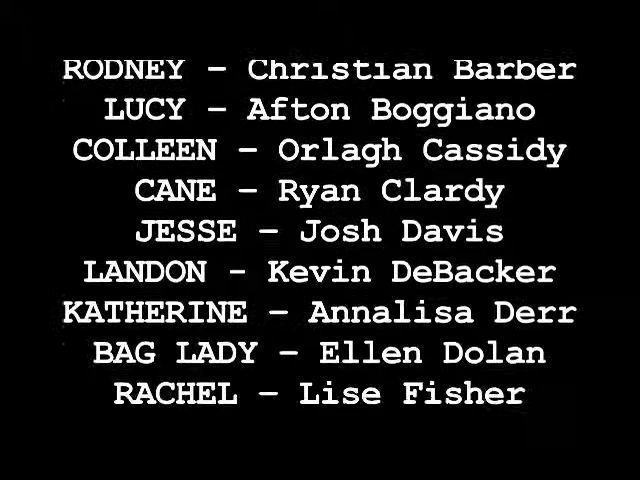 RODNEY – Christian Barber
LUCY – Afton Boggiano
COLLEEN – Orlagh Cassidy
CANE – Ryan Clardy
JESSE – Josh Davis
LANDON - Kevin DeBacker
KATHERINE – Annalisa Derr
BAG LADY – Ellen Dolan
RACHEL – Lise Fisher